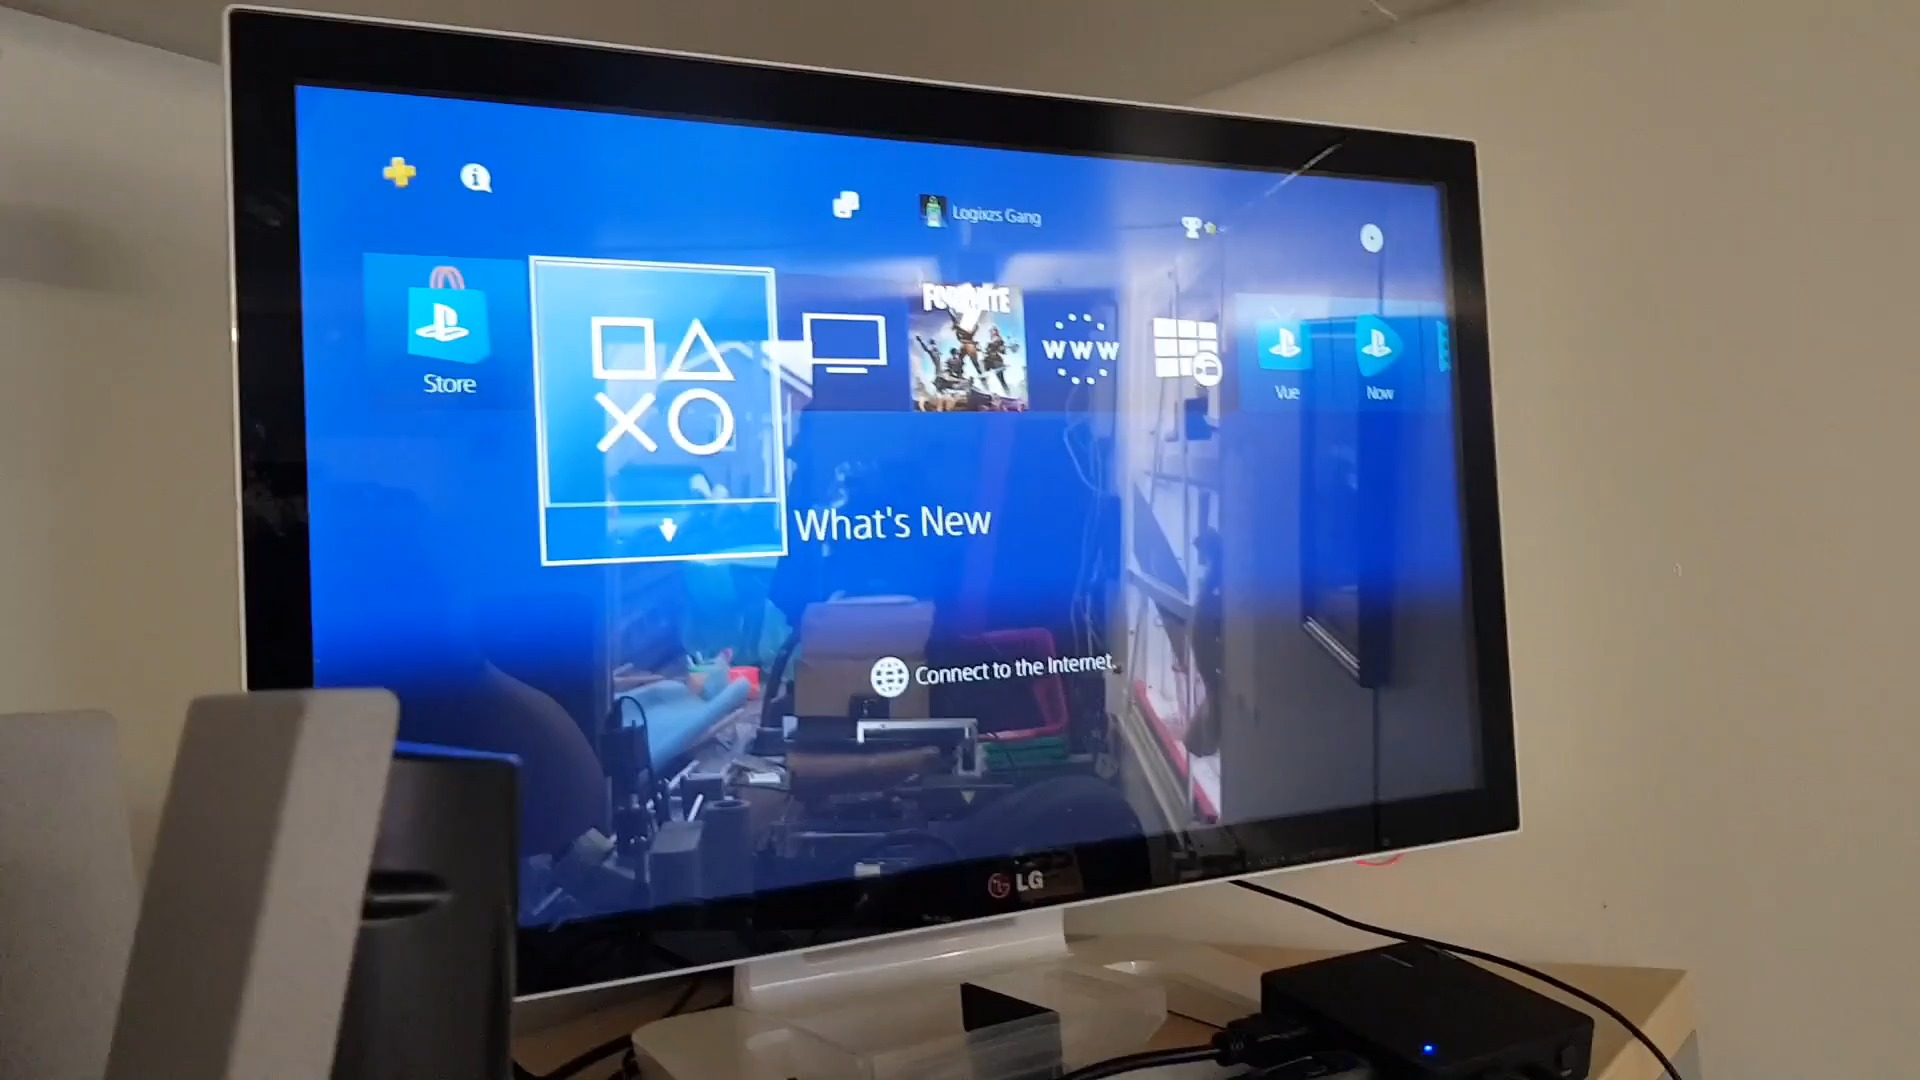 Logixzs Gang
Store
FORTNITE
WWW
Vue
Now
What's New
Connect to the Internet.
LG